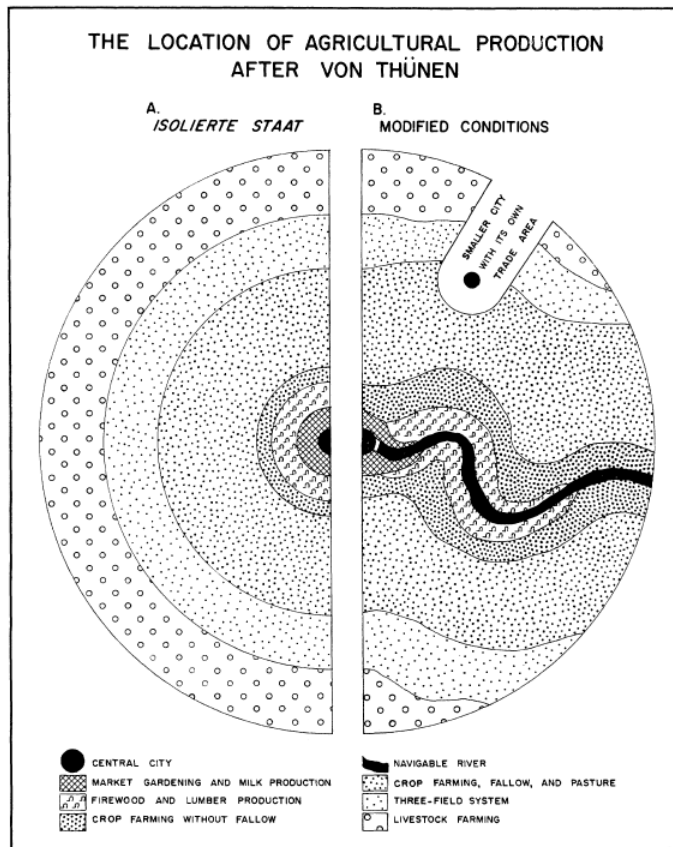 THE LOCATION OF AGRICULTURAL PRODUCTION
AFTER VON THÜNEN
A.
ISOLIERTE STAAT
B.
MODIFIED CONDITIONS
SMALLER CITY
WITH ITS OWN
TRADE AREA
CENTRAL CITY
MARKET GARDENING AND MILK PRODUCTION
FIREWOOD AND LUMBER PRODUCTION
CROP FARMING WITHOUT FALLOW
NAVIGABLE RIVER
CROP FARMING, FALLOW, AND PASTURE
THREE-FIELD SYSTEM
LIVESTOCK FARMING